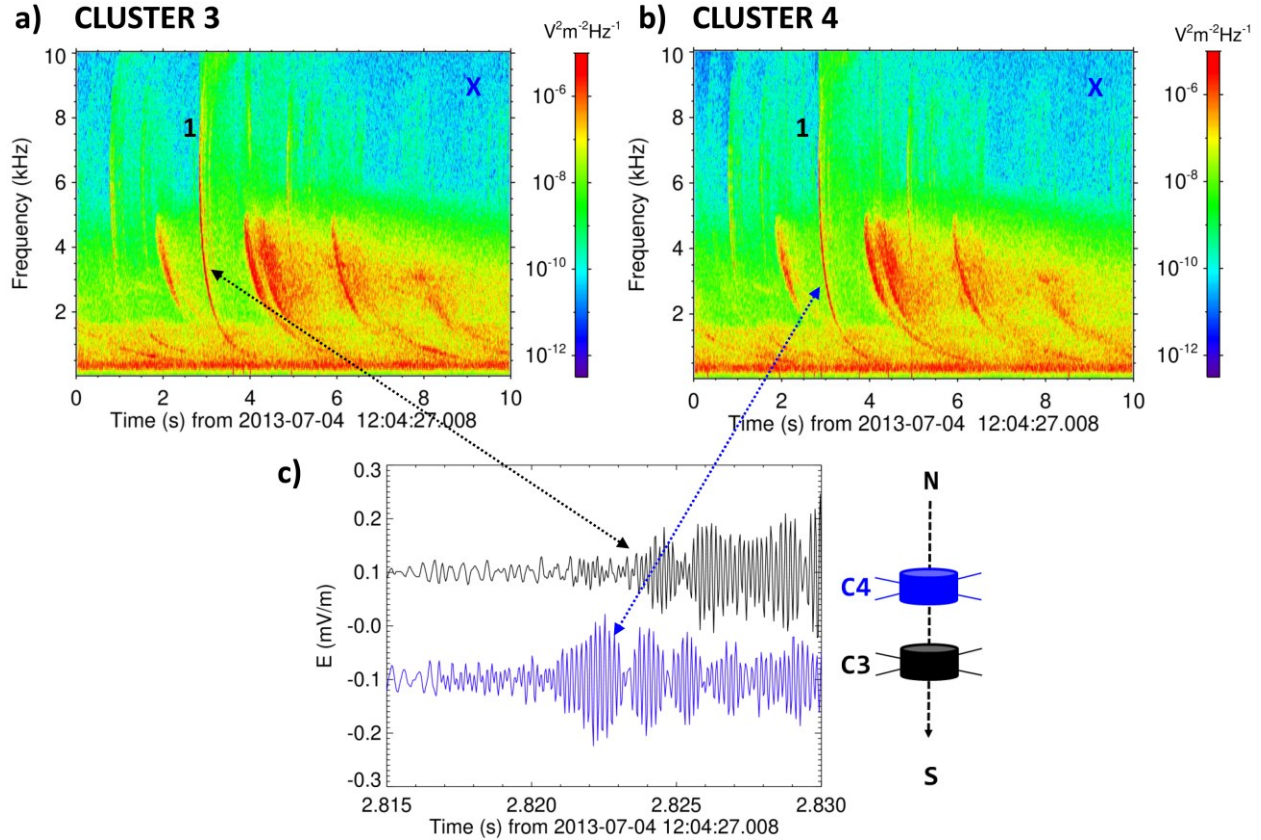 a) CLUSTER 3
V²m⁻²Hz⁻¹
10
8
6
4
2
Frequency (kHz)
X
1
10⁻⁶
10⁻⁸
10⁻¹⁰
10⁻¹²
0 2 4 6 8 10
Time (s) from 2013-07-04 12:04:27.008
b) CLUSTER 4
V²m⁻²Hz⁻¹
10
8
6
4
2
Frequency (kHz)
X
1
10⁻⁶
10⁻⁸
10⁻¹⁰
10⁻¹²
0 2 4 6 8 10
Time (s) from 2013-07-04 12:04:27.008
c)
0.3
0.2
0.1
-0.0
-0.1
-0.2
-0.3
E (mV/m)
2.815 2.820 2.825 2.830
Time (s) from 2013-07-04 12:04:27.008
N
C4
C3
S